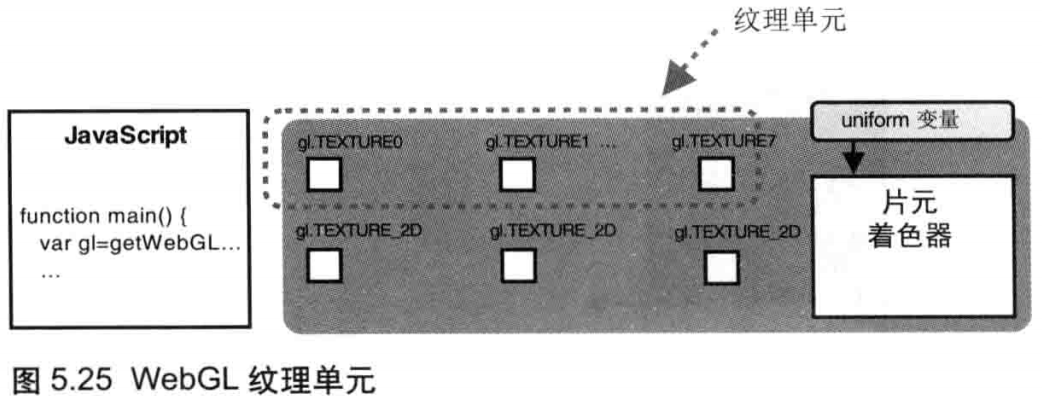 纹理单元
JavaScript
function main() {
var gl=getWebGL...
...
gl.TEXTURE0
gl.TEXTURE1 ...
gl.TEXTURE7
gl.TEXTURE_2D
gl.TEXTURE_2D
gl.TEXTURE_2D
uniform 变量
片元
着色器
图 5.25 WebGL 纹理单元